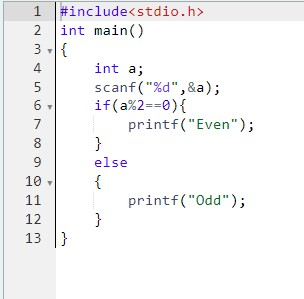 1 #include<stdio.h>
2 int main()
3 {
4     int a;
5     scanf("%d",&a);
6     if(a%2==0){
7         printf("Even");
8     }
9     else
10     {
11         printf("Odd");
12     }
13 }